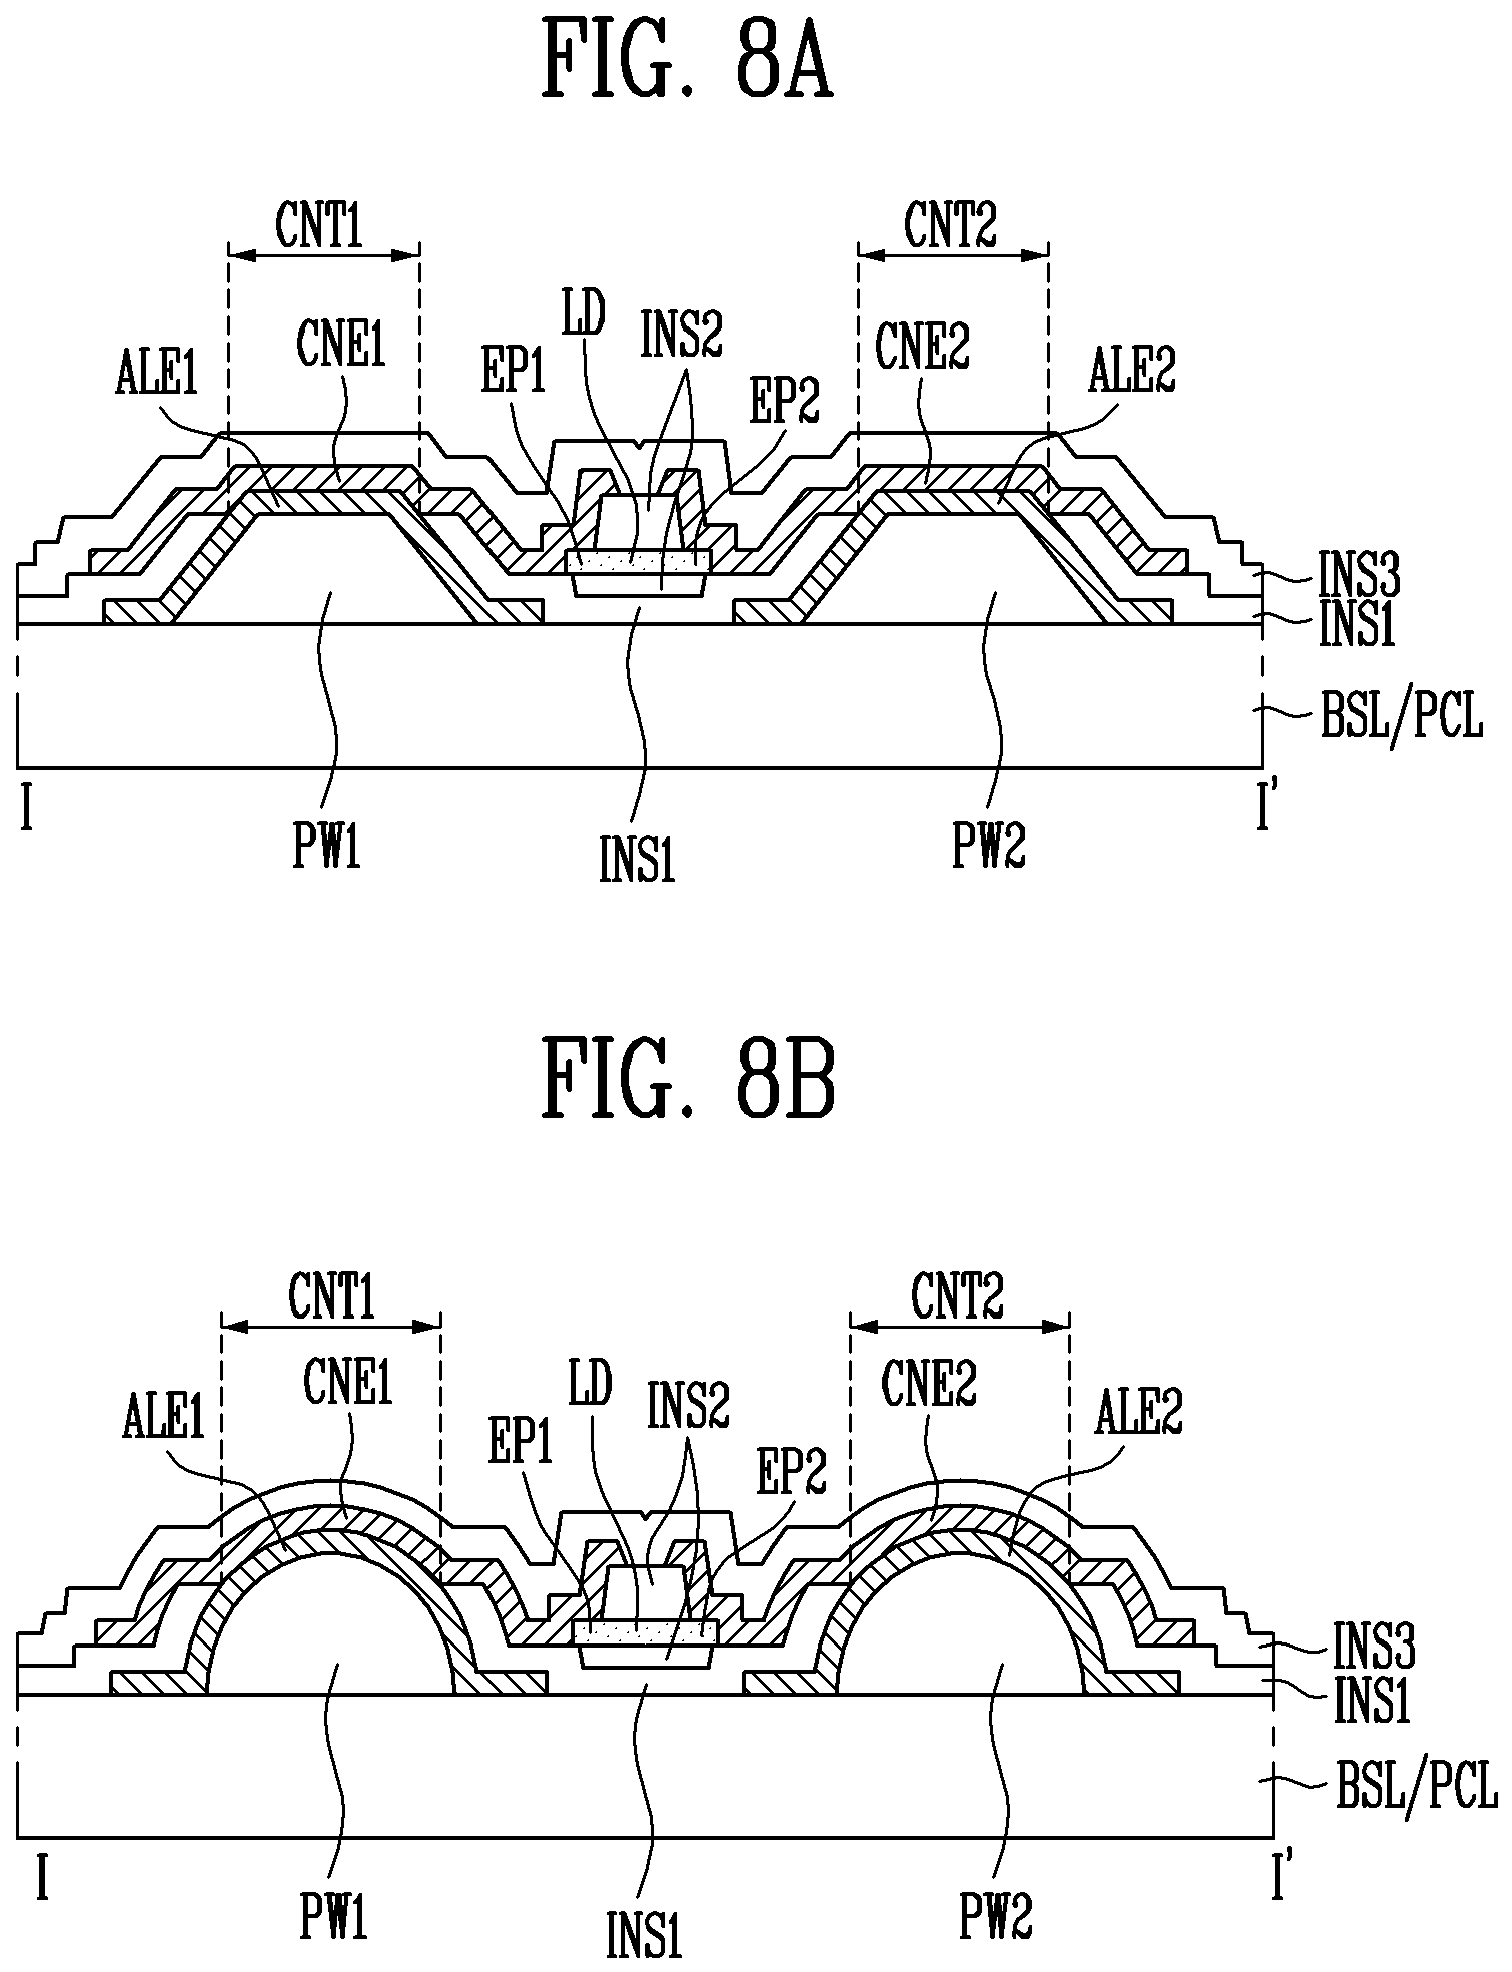 FIG. 8A
CNT1 CNT2
LD INS2
ALE1 CNE1 EP1 EP2 CNE2 ALE2
INS3
INS1
BSL/PCL
I I'
PW1 INS1 PW2
FIG. 8B
CNT1 CNT2
LD INS2
ALE1 CNE1 EP1 EP2 CNE2 ALE2
INS3
INS1
BSL/PCL
I I'
PW1 INS1 PW2